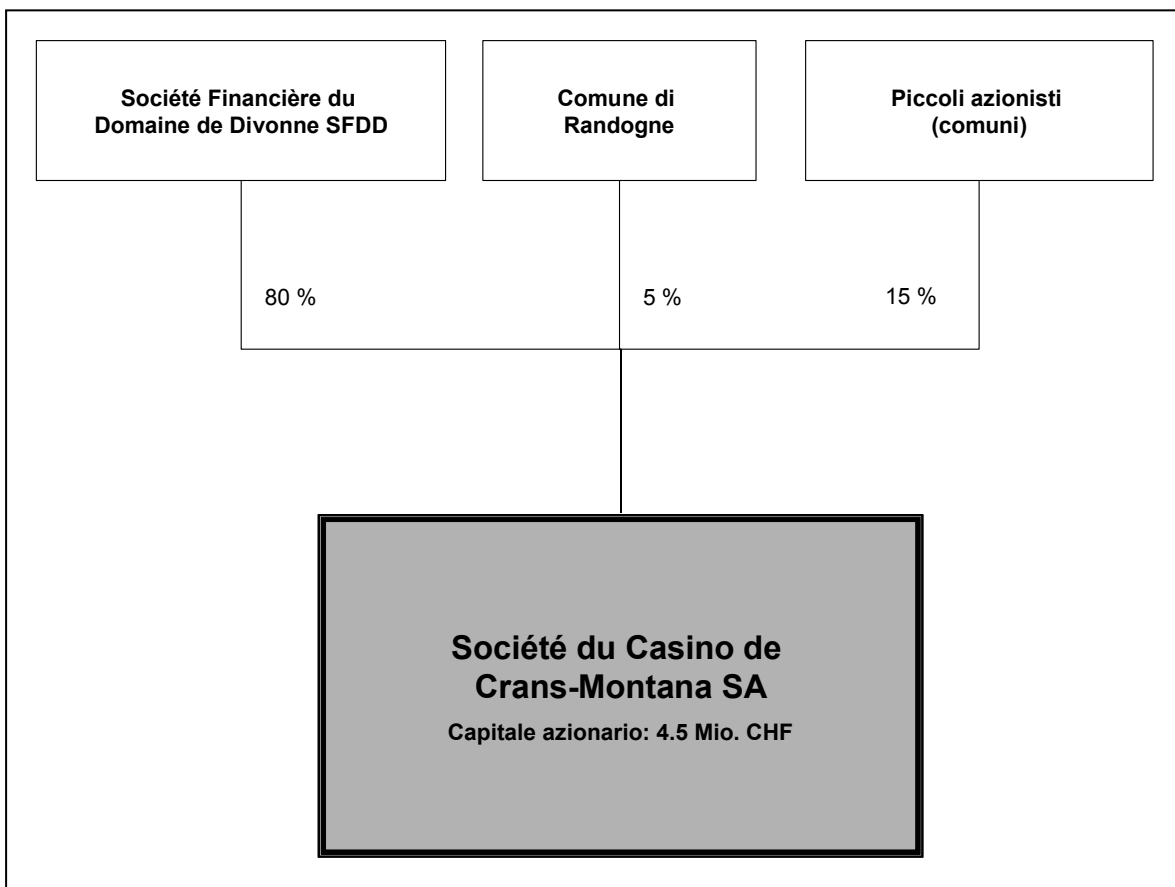 Société Financière du
Domaine de Divonne SFDD
Comune di
Randogne
Piccoli azionisti
(comuni)
80 %
5 %
15 %
Société du Casino de
Crans-Montana SA
Capitale azionario: 4.5 Mio. CHF